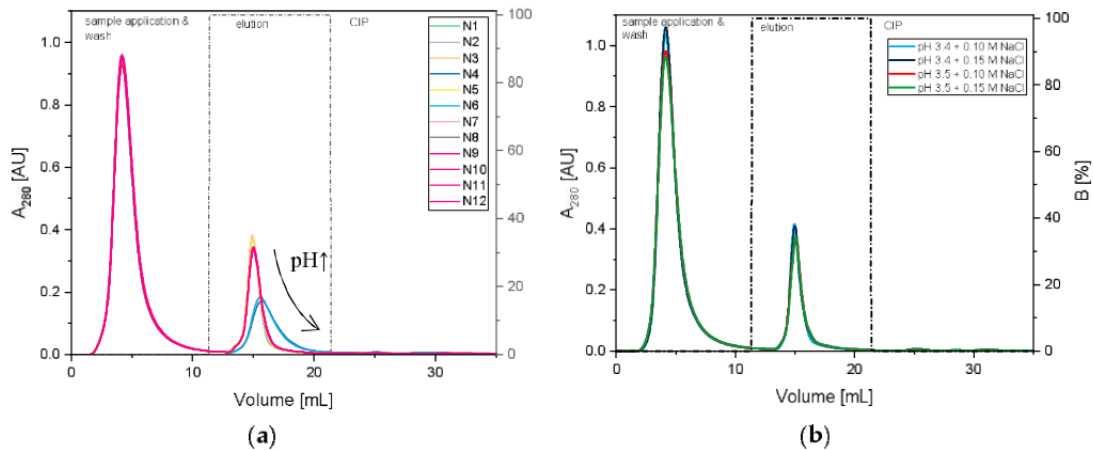 sample application &
wash
elution
CIP
N1
N2
N3
N4
N5
N6
N7
N8
N9
N10
N11
N12
pH↑
A280 [AU]
1.0
0.8
0.6
0.4
0.2
0.0
100
80
60
40
20
0
0
10
20
30
Volume [mL]
(a)
sample application &
wash
elution
CIP
pH 3.4 + 0.10 M NaCl
pH 3.4 + 0.15 M NaCl
pH 3.5 + 0.10 M NaCl
pH 3.5 + 0.15 M NaCl
A280 [AU]
1.0
0.8
0.6
0.4
0.2
0.0
100
80
60
40
20
0
B [%]
0
10
20
30
Volume [mL]
(b)